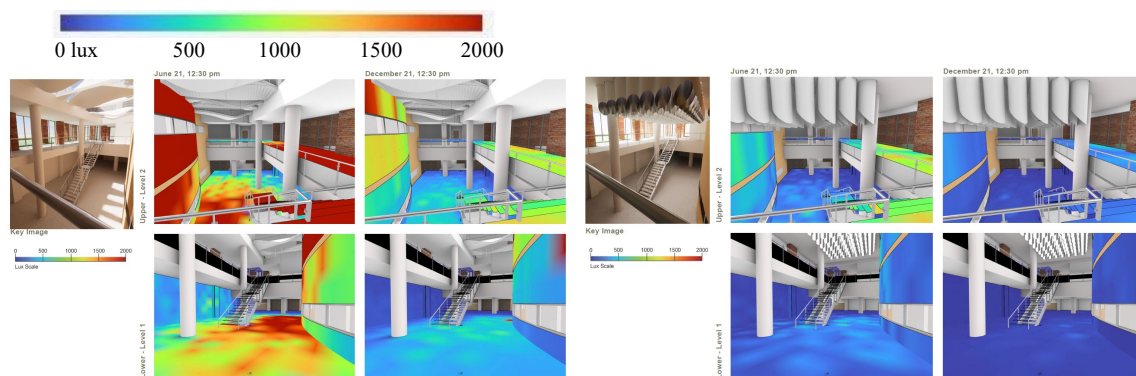 0 lux 500 1000 1500 2000
June 21, 12:30 pm
December 21, 12:30 pm
Upper - Level 2
Key Image
0 500 1000 1500 2000
Lux Scale
Lower - Level 1
June 21, 12:30 pm
December 21, 12:30 pm
Upper - Level 2
Key Image
0 500 1000 1500 2000
Lux Scale
Lower - Level 1